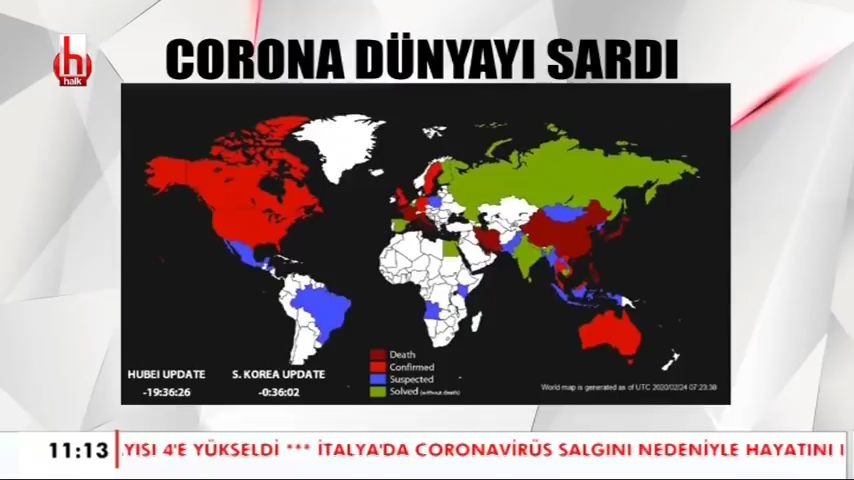 h
halk
CORONA DÜNYAYI SARDI
HUBEI UPDATE
-19:36:26
S. KOREA UPDATE
-0:36:02
Death
Confirmed
Suspected
Solved (without death)
World map is generated as of UTC 2020/02/24 07:23:38
11:13
YISI 4'E YÜKSELDİ *** İTALYA'DA CORONAVİRÜS SALGINI NEDENİYLE HAYATINI